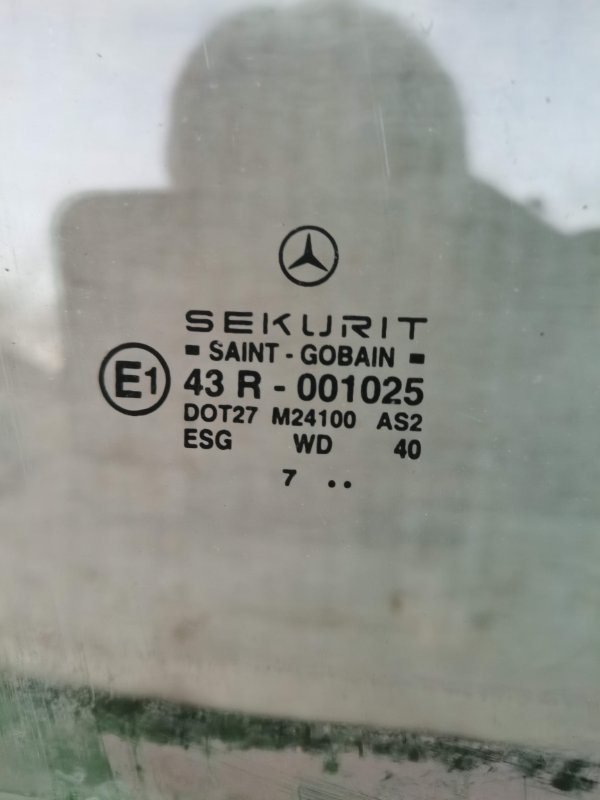 SEKURIT
SAINT - GOBAIN
E1 43 R - 001025
DOT27 M24100 AS2
ESG WD 40
7 ..